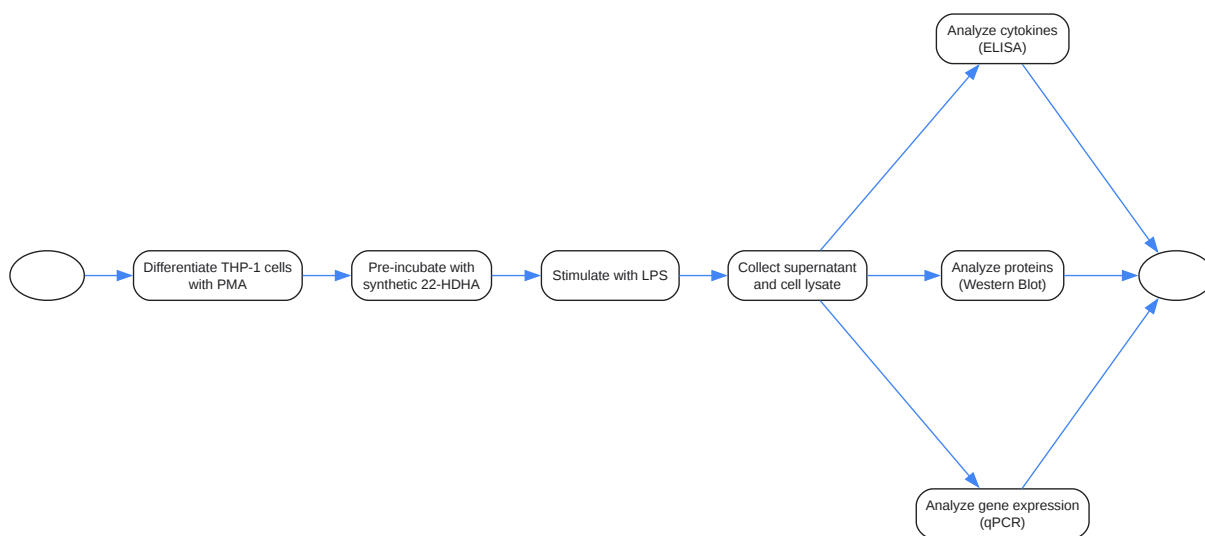 Analyze cytokines
(ELISA)
Differentiate THP-1 cells
with PMA
Pre-incubate with
synthetic 22-HDHA
Stimulate with LPS
Collect supernatant
and cell lysate
Analyze proteins
(Western Blot)
Analyze gene expression
(qPCR)